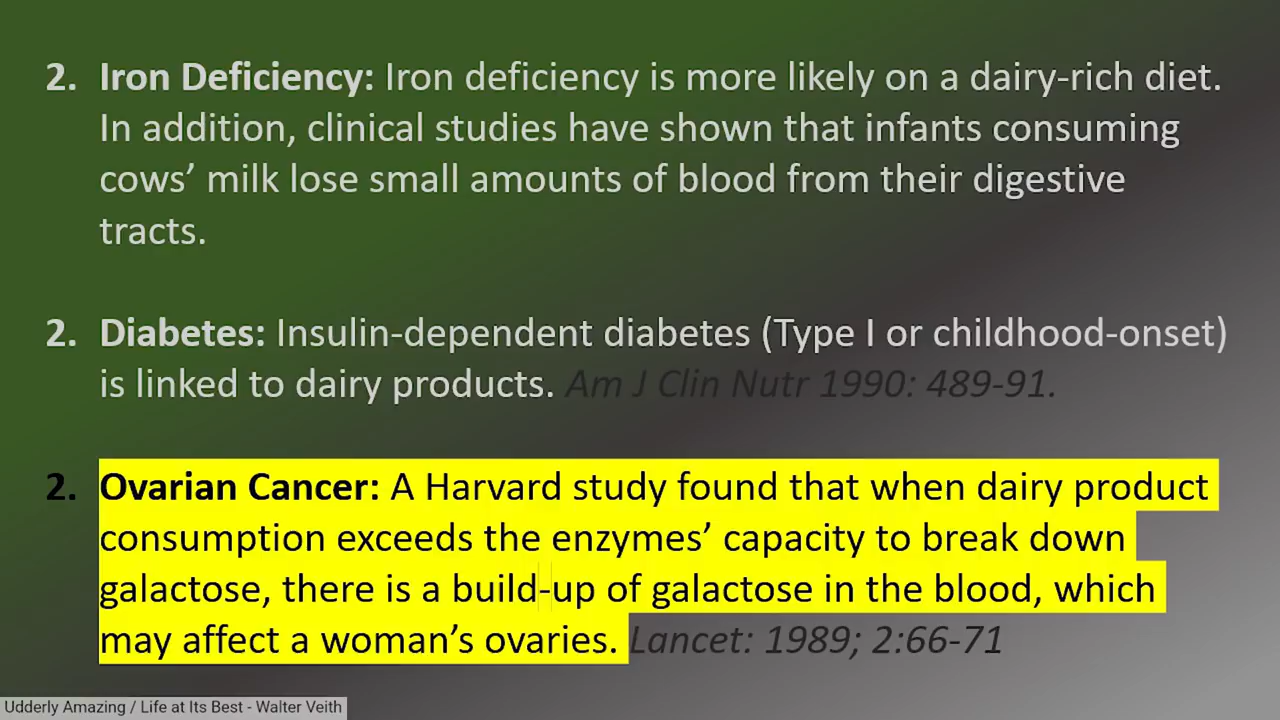 2. Iron Deficiency: Iron deficiency is more likely on a dairy-rich diet.
In addition, clinical studies have shown that infants consuming
cows’ milk lose small amounts of blood from their digestive
tracts.
2. Diabetes: Insulin-dependent diabetes (Type I or childhood-onset)
is linked to dairy products. Am J Clin Nutr 1990: 489-91.
2. Ovarian Cancer: A Harvard study found that when dairy product
consumption exceeds the enzymes’ capacity to break down
galactose, there is a build-up of galactose in the blood, which
may affect a woman’s ovaries. Lancet: 1989; 2:66-71
Udderly Amazing / Life at Its Best - Walter Veith